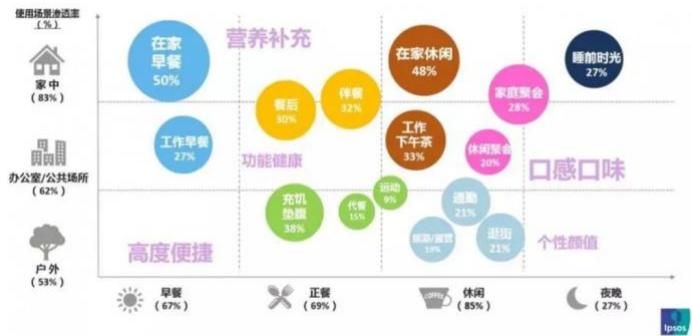 使用场景渗透率
（%）
家中
（83%）
办公室/公共场所
（62%）
户外
（53%）
在家
早餐
50%
营养补充
在家休闲
48%
睡前时光
27%
餐后
30%
伴餐
32%
家庭聚会
28%
工作早餐
27%
功能健康
工作
下午茶
33%
休闲聚会
20%
口感口味
充饥
垫腹
38%
代餐
15%
运动
9%
通勤
21%
逛街
21%
高度便捷
个性颜值
早餐
（67%）
正餐
（69%）
COFFEE
休闲
（85%）
夜晚
（27%）
Ipsos